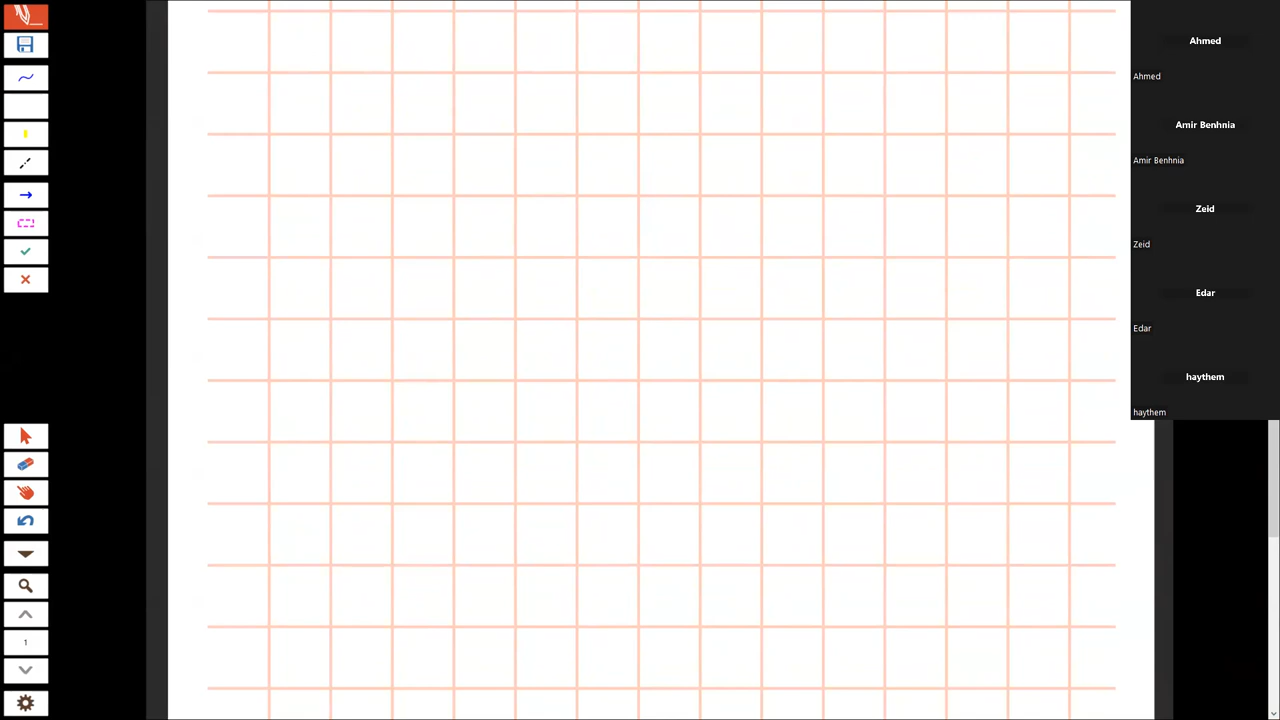 Ahmed
Ahmed
Amir Benhnia
Amir Benhnia
Zeid
Zeid
Edar
Edar
haythem
haythem
1